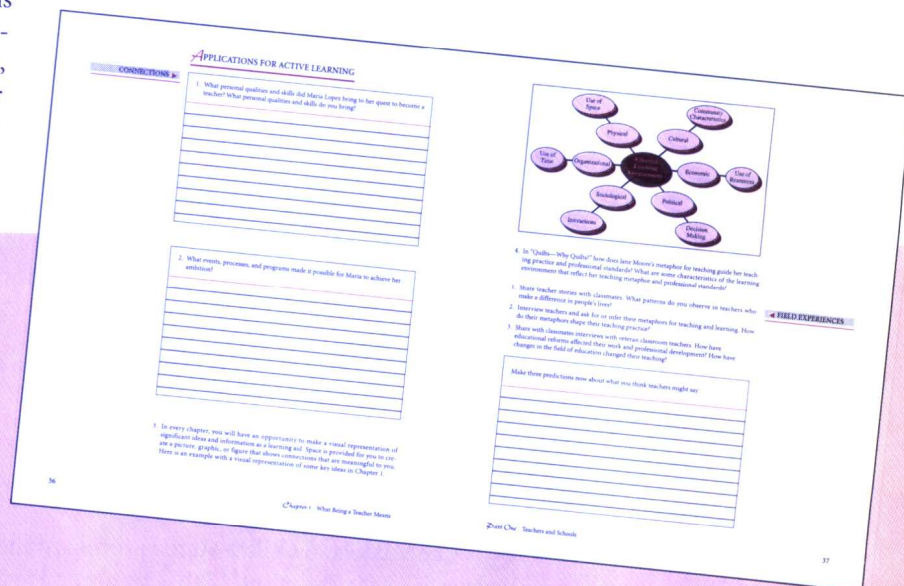 is
-
,
.
APPLICATIONS FOR ACTIVE LEARNING
CONNECTIONS
1. What personal qualities and skills did Maria Lopez bring to her quest to become a
teacher? What personal qualities and skills do you bring?
2. What events, processes, and programs made it possible for Maria to achieve her
ambition?
3. In every chapter, you will have an opportunity to make a visual representation of
significant ideas and information as a learning aid. Space is provided for you to cre-
ate a picture, graphic, or figure that shows connections that are meaningful to you.
Here is an example with a visual representation of some key ideas in Chapter 1.
36
Chapter 1 What Being a Teacher Means
Use of
Space
Community
Characteristics
Physical
Cultural
Use of
Time
Organizational
Learning
Environment
Economic
Use of
Resources
Sociological
Political
Interactions
Decision
Making
4. In "Quilts—Why Quilts?" how does Jane Moore's metaphor for teaching guide her teach-
ing practice and professional standards? What are some characteristics of the learning
environment that reflect her teaching metaphor and professional standards?
FIELD EXPERIENCES
1. Share teacher stories with classmates. What patterns do you observe in teachers who
make a difference in people's lives?
2. Interview teachers and ask for or infer their metaphors for teaching and learning. How
do their metaphors shape their teaching practice?
3. Share with classmates interviews with veteran classroom teachers. How have
educational reforms affected their work and professional development? How have
changes in the field of education changed their teaching?
Make three predictions now about what you think teachers might say.
Part One Teachers and Schools
37